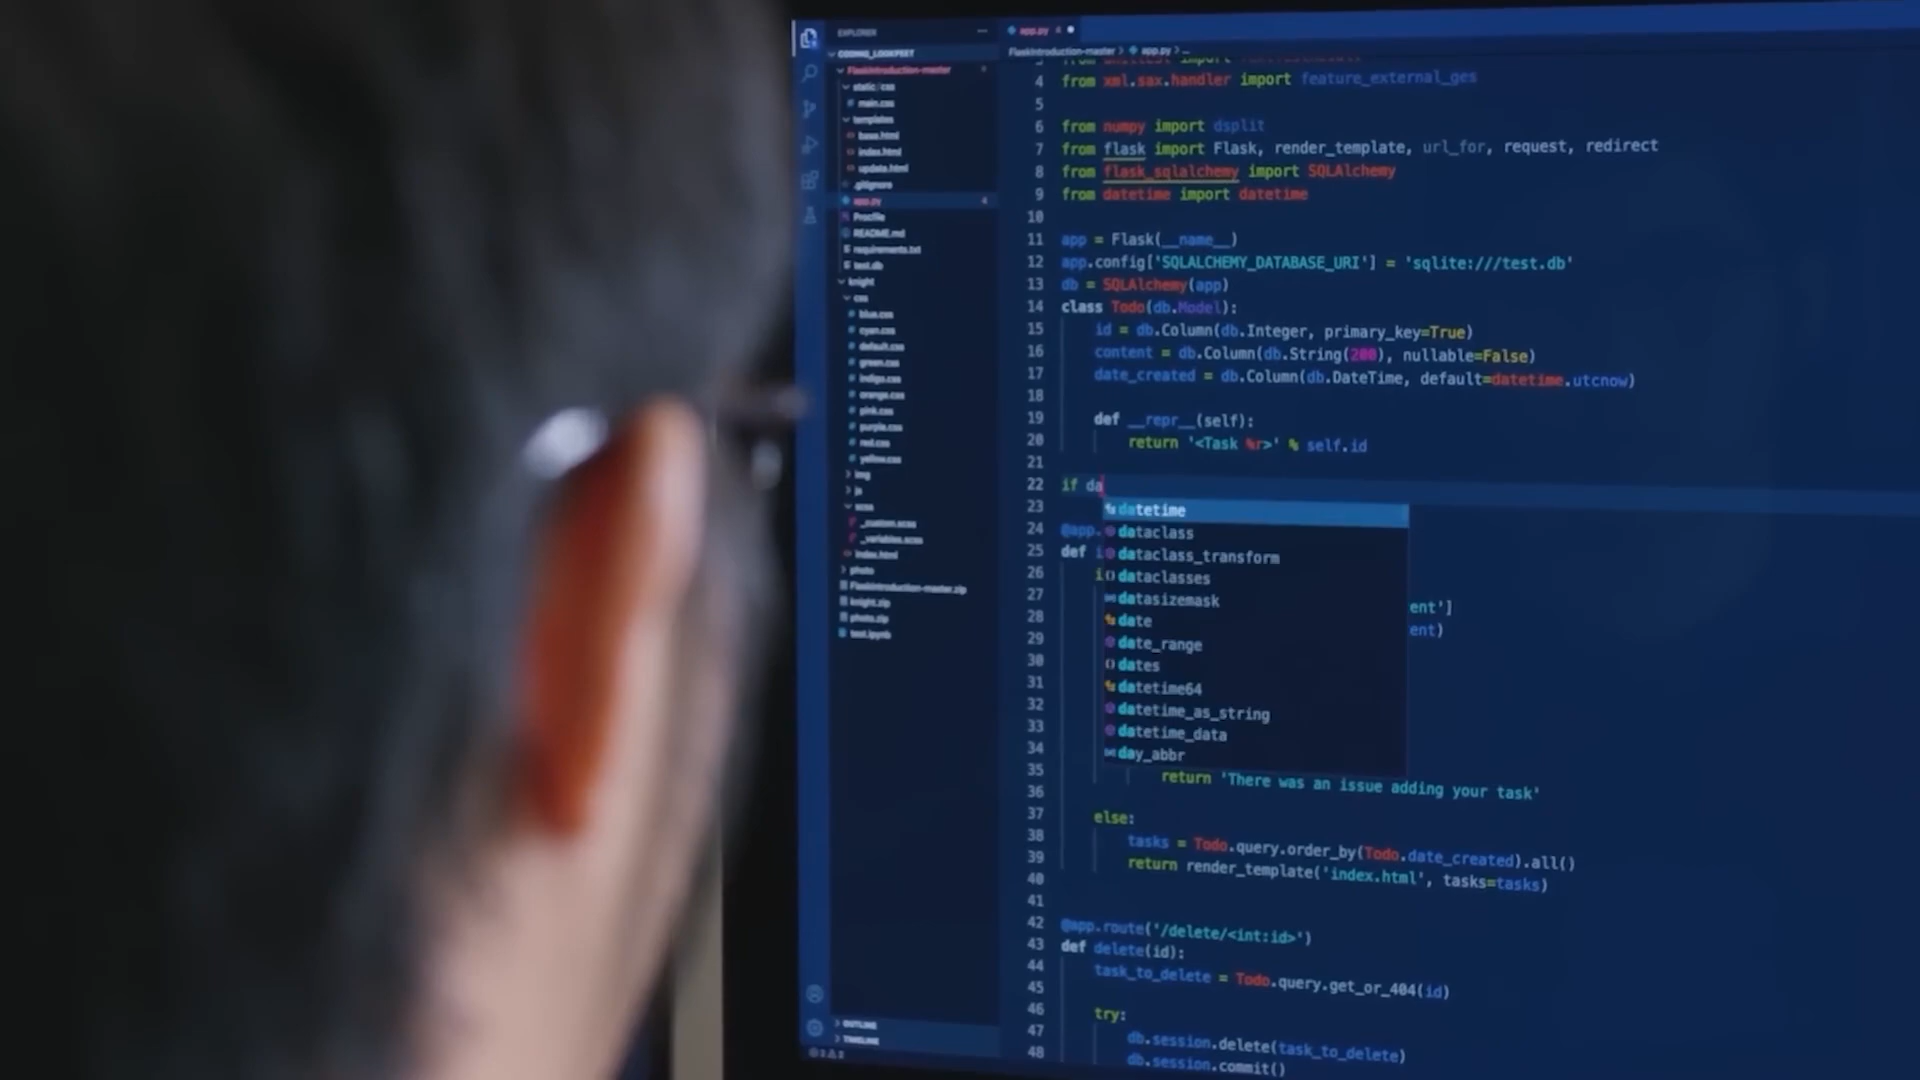 EXPLORER
CODING_LOOKFEET
FlaskIntroduction-master
static/css
main.css
templates
base.html
index.html
update.html
.gitignore
app.py 4
Procfile
README.md
requirements.txt
test.db
knight
css
blue.css
cyan.css
default.css
green.css
indigo.css
orange.css
pink.css
purple.css
red.css
yellow.css
img
js
scss
_custom.scss
_variables.scss
index.html
photo
FlaskIntroduction-master.zip
knight.zip
photo.zip
test.ipynb
OUTLINE
TIMELINE
app.py 4
FlaskIntroduction-master > app.py > ...
4 from xml.sax.handler import feature_external_ges
5
6 from numpy import dsplit
7 from flask import Flask, render_template, url_for, request, redirect
8 from flask_sqlalchemy import SQLAlchemy
9 from datetime import datetime
10
11 app = Flask(__name__)
12 app.config['SQLALCHEMY_DATABASE_URI'] = 'sqlite:///test.db'
13 db = SQLAlchemy(app)
14 class Todo(db.Model):
15 id = db.Column(db.Integer, primary_key=True)
16 content = db.Column(db.String(200), nullable=False)
17 date_created = db.Column(db.DateTime, default=datetime.utcnow)
18
19 def __repr__(self):
20 return '<Task %r>' % self.id
21
22 if da
23 datetime
24 @app. dataclass
25 def i dataclass_transform
26 i dataclasses
27 datasizemask ent']
28 date ent)
29 date_range
30 dates
31 datetime64
32 datetime_as_string
33 datetime_data
34 day_abbr
35 return 'There was an issue adding your task'
36
37 else:
38 tasks = Todo.query.order_by(Todo.date_created).all()
39 return render_template('index.html', tasks=tasks)
40
41
42 @app.route('/delete/<int:id>')
43 def delete(id):
44 task_to_delete = Todo.query.get_or_404(id)
45
46 try:
47 db.session.delete(task_to_delete)
48 db.session.commit()